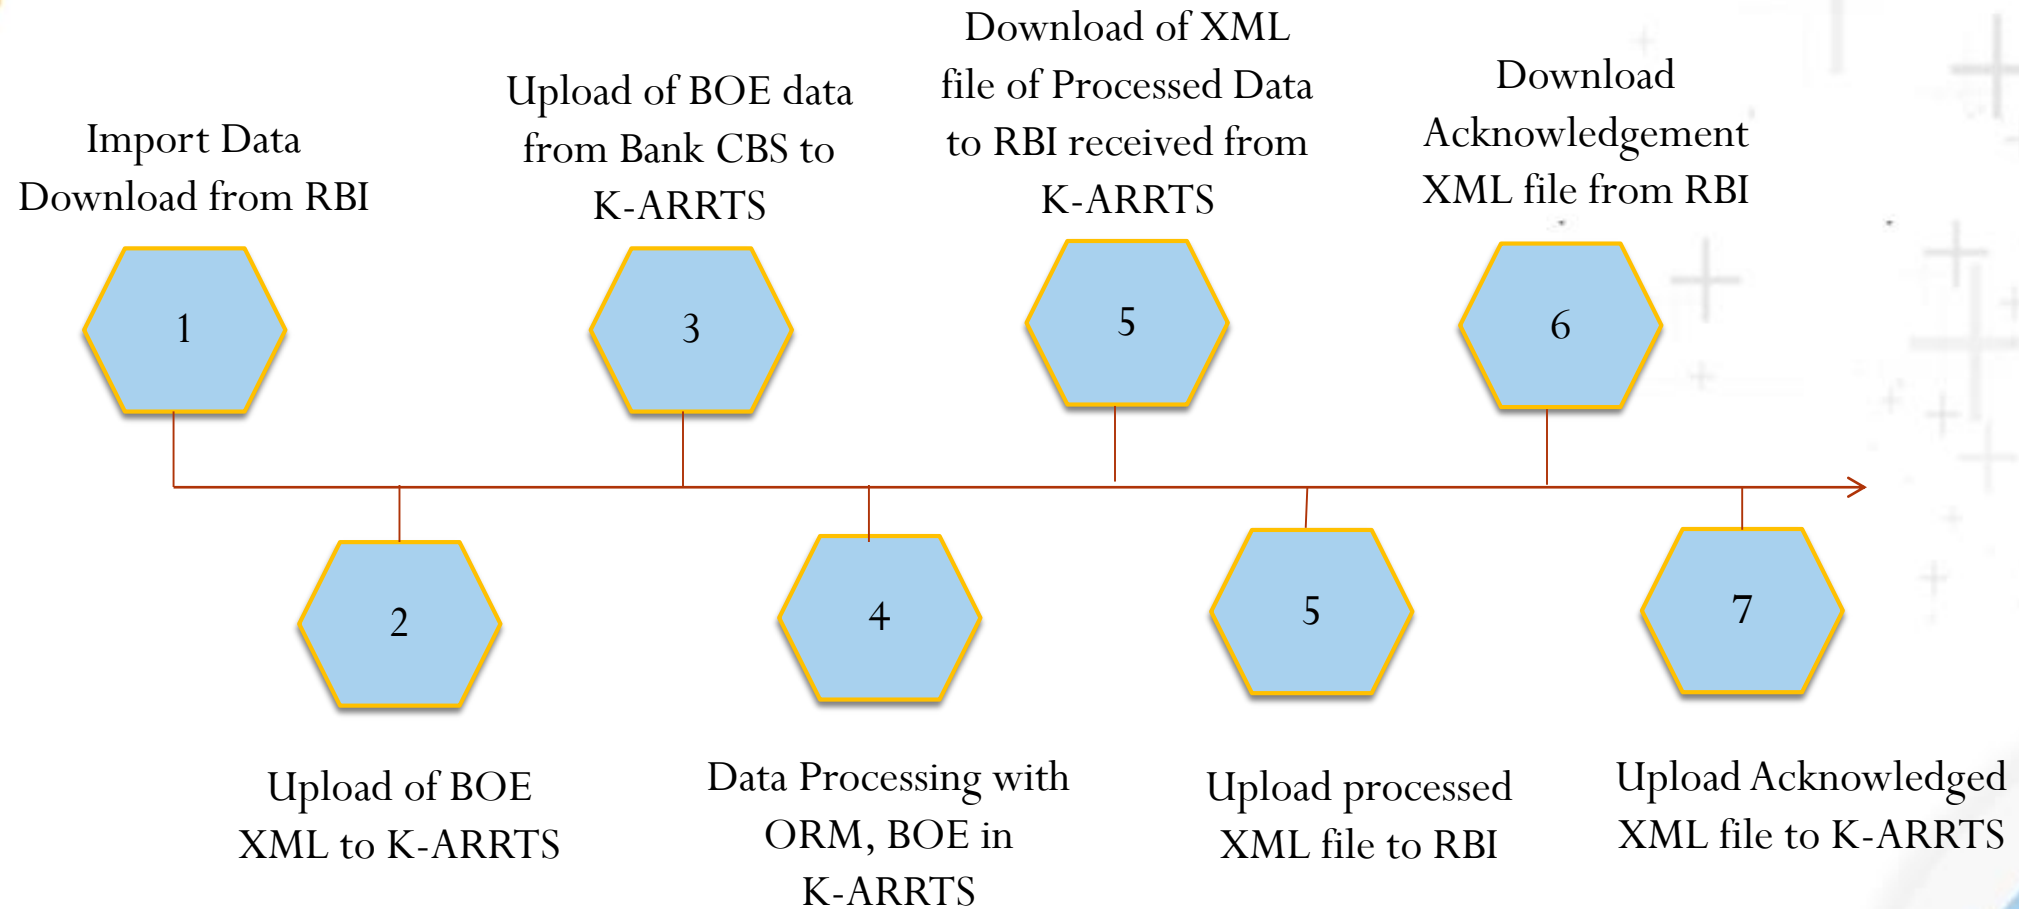 Import Data
Download from RBI
1
Upload of BOE
XML to K-ARRTS
2
Upload of BOE data
from Bank CBS to
K-ARRTS
3
Data Processing with
ORM, BOE in
K-ARRTS
4
Download of XML
file of Processed Data
to RBI received from
K-ARRTS
5
Upload processed
XML file to RBI
5
Download
Acknowledgement
XML file from RBI
6
Upload Acknowledged
XML file to K-ARRTS
7